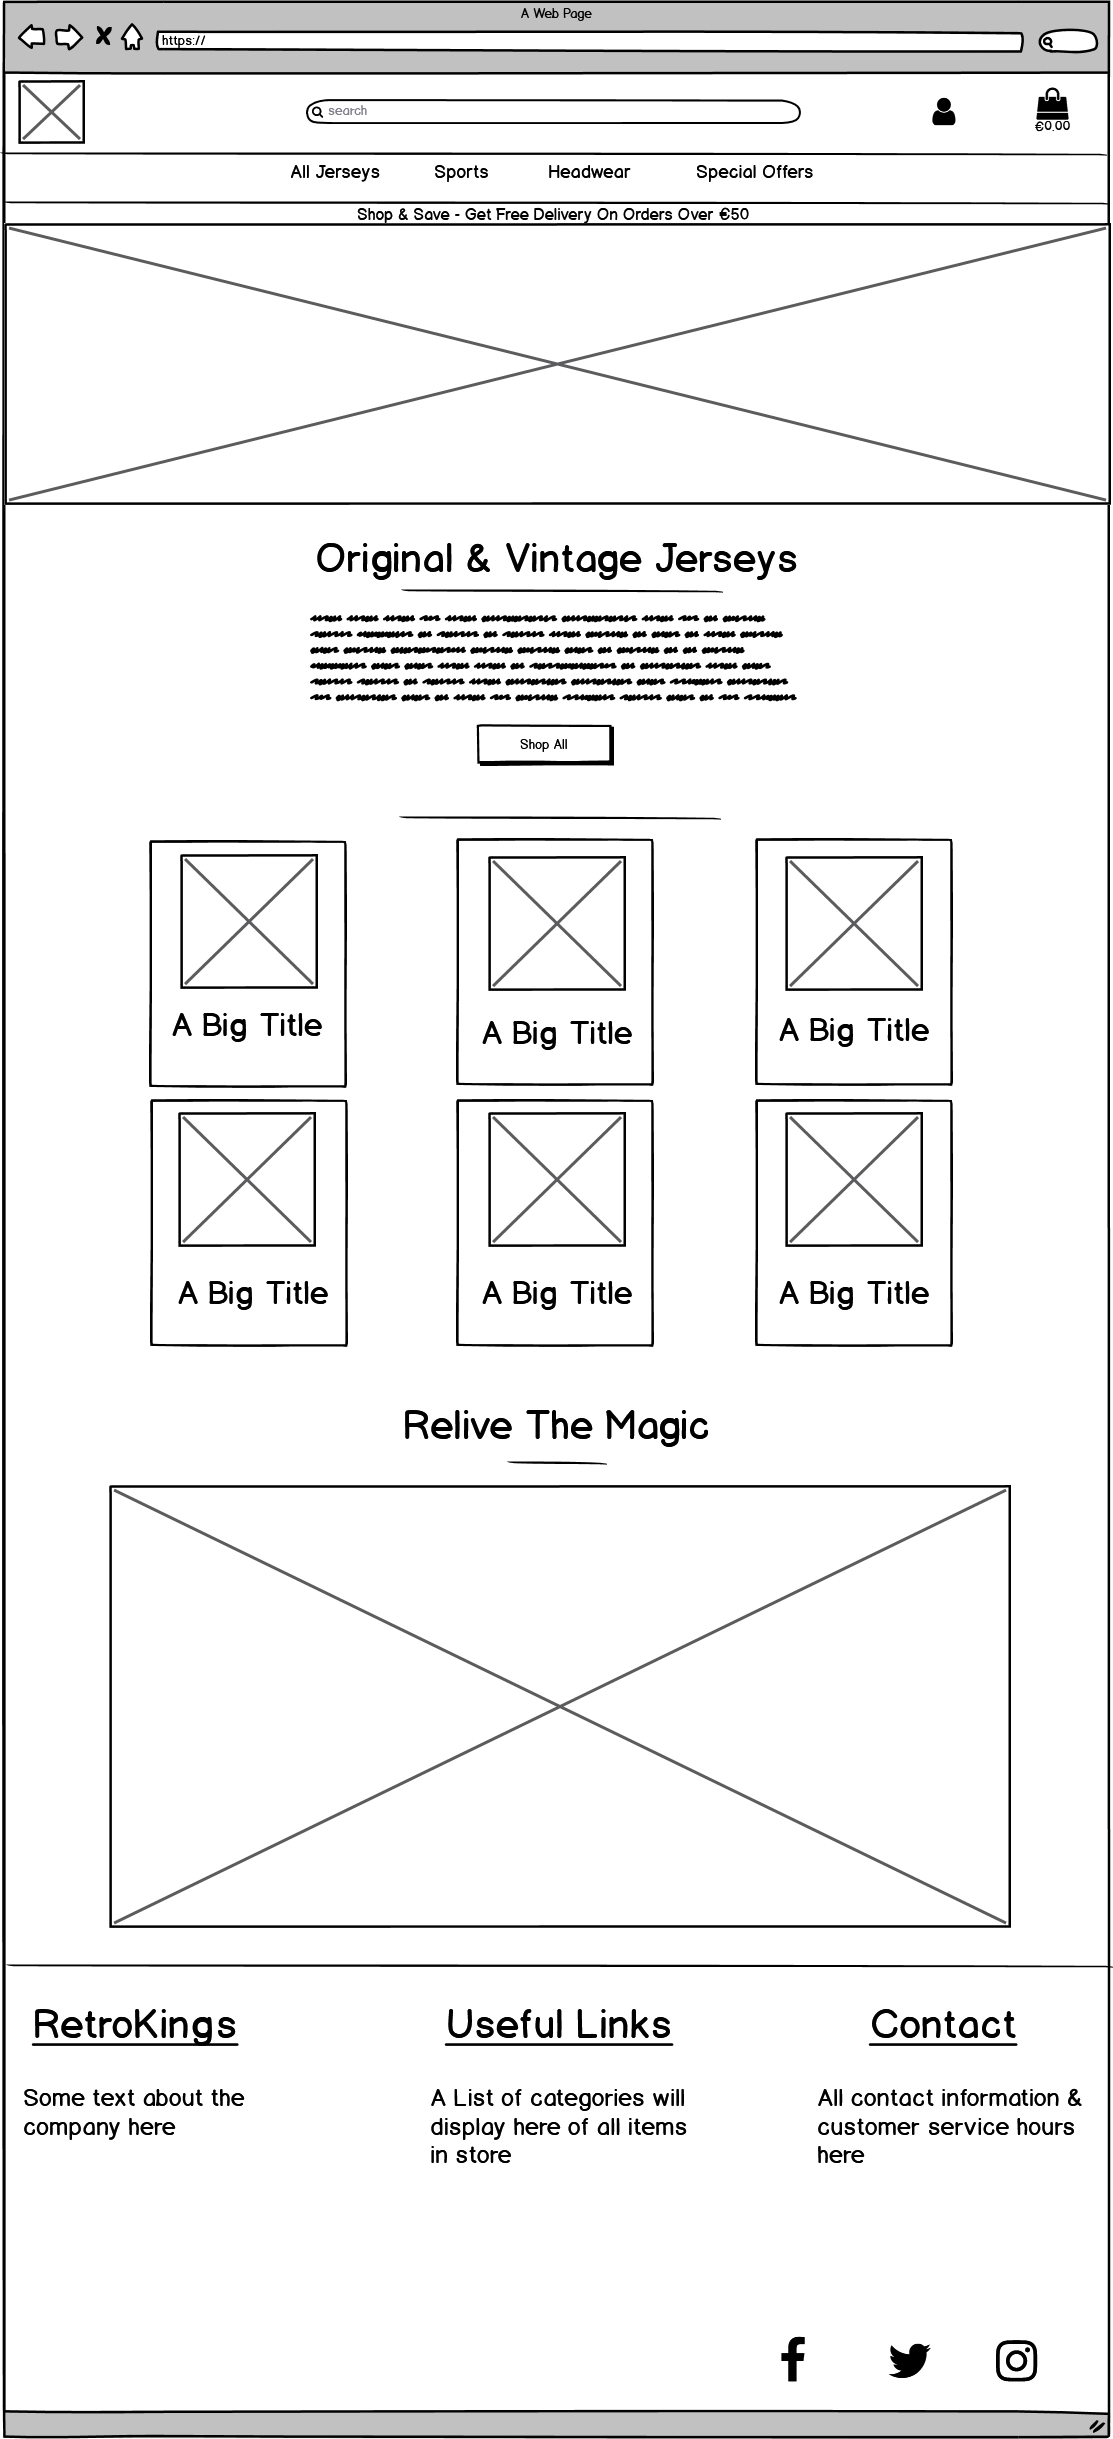 A Web Page
https://
search
€0.00
All Jerseys Sports Headwear Special Offers
Shop & Save - Get Free Delivery On Orders Over €50
Original & Vintage Jerseys
Shop All
A Big Title A Big Title A Big Title
A Big Title A Big Title A Big Title
Relive The Magic
RetroKings Useful Links Contact
Some text about the
company here
A List of categories will
display here of all items
in store
All contact information &
customer service hours
here